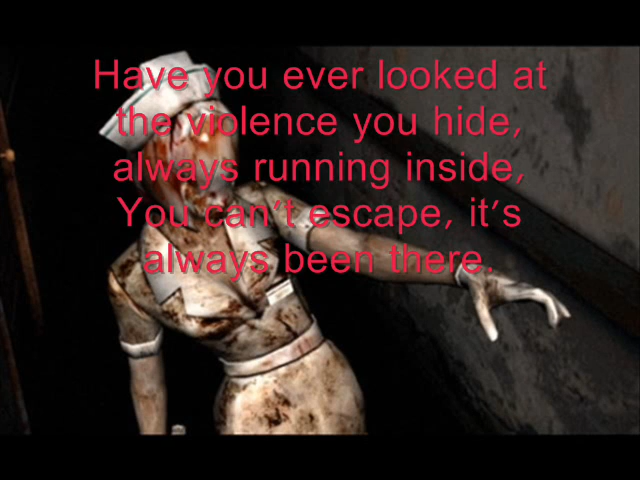 Have you ever looked at
the violence you hide,
always running inside,
You can't escape, it's
always been there.